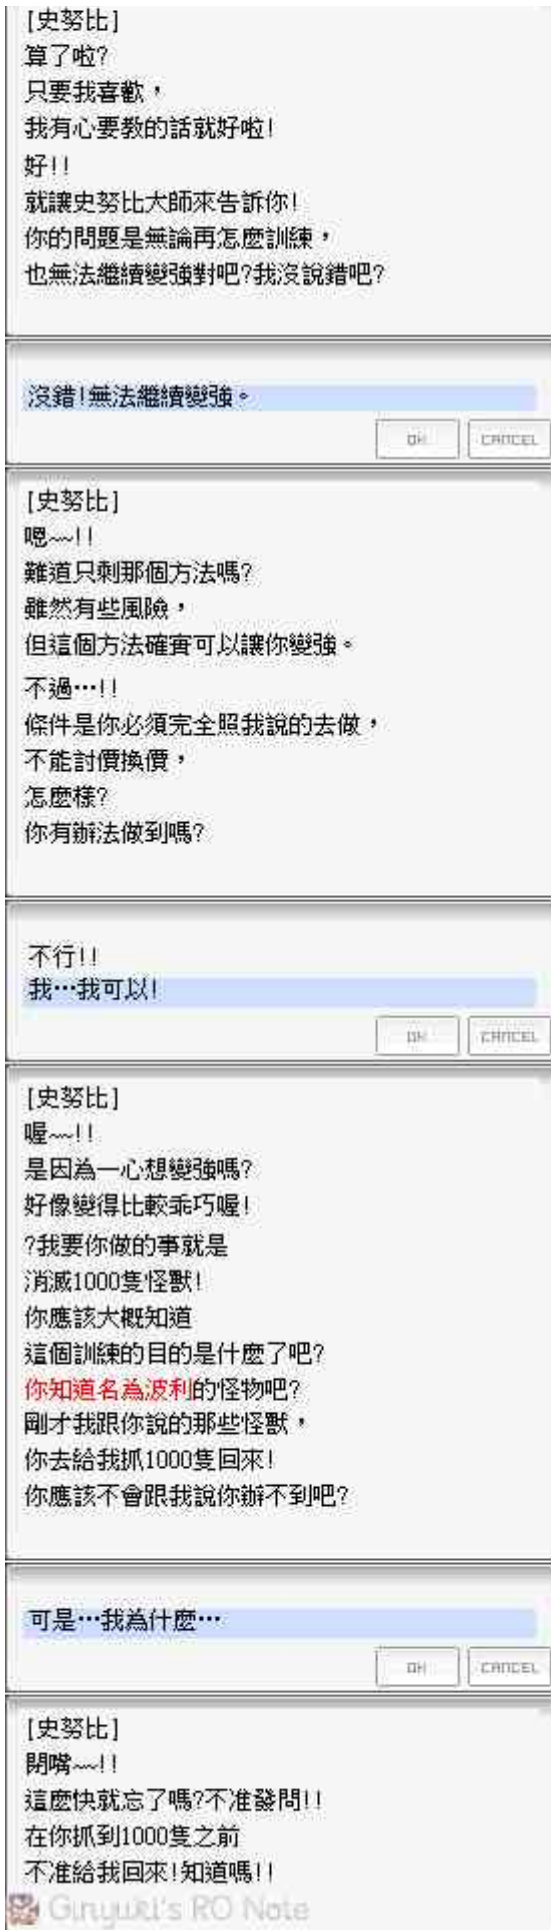 [史努比]
算了啦?
只要我喜歡，
我有心要教的話就好啦!
好!!
就讓史努比大師來告訴你!
你的問題是無論再怎麼訓練，
也無法繼續變強對吧?我沒說錯吧?
沒錯!無法繼續變強。
OK CANCEL
[史努比]
嗯~~!!
難道只剩那個方法嗎?
雖然有些風險，
但這個方法確實可以讓你變強。
不過…!!
條件是你必須完全照我說的去做，
不能討價換價，
怎麼樣?
你有辦法做到嗎?
不行!!
我…我可以!
OK CANCEL
[史努比]
喔~~!!
是因為一心想變強嗎?
好像變得比較乖巧喔!
?我要你做的事就是
消滅1000隻怪獸!
你應該大概知道
這個訓練的目的是什麼了吧?
你知道名為波利的怪物吧?
剛才我跟你說的那些怪獸，
你去給我抓1000隻回來!
你應該不會跟我說你辦不到吧?
可是…我為什麼…
OK CANCEL
[史努比]
閉嘴~~!!
這麼快就忘了嗎?不准發問!!
在你抓到1000隻之前
不准給我回來!知道嗎!!
Giruyuki's RO Note